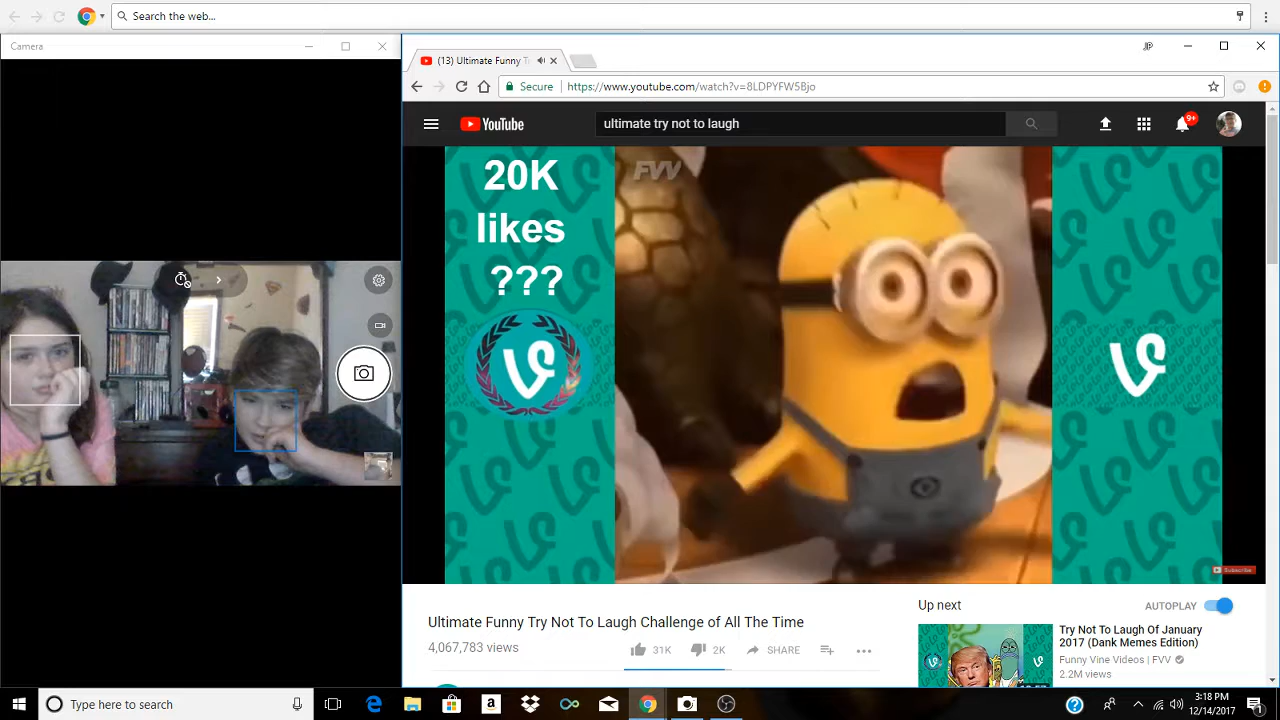 Search the web...
Camera
(13) Ultimate Funny T
JP
Secure
https://www.youtube.com/watch?v=8LDPYFW5Bjo
YouTube
ultimate try not to laugh
9+
20K
likes
???
FVV
Subscribe
Ultimate Funny Try Not To Laugh Challenge of All The Time
4,067,783 views
31K
2K
SHARE
Up next
AUTOPLAY
Try Not To Laugh Of January
2017 (Dank Memes Edition)
Funny Vine Videos | FVV
2.2M views
Type here to search
3:18 PM
12/14/2017